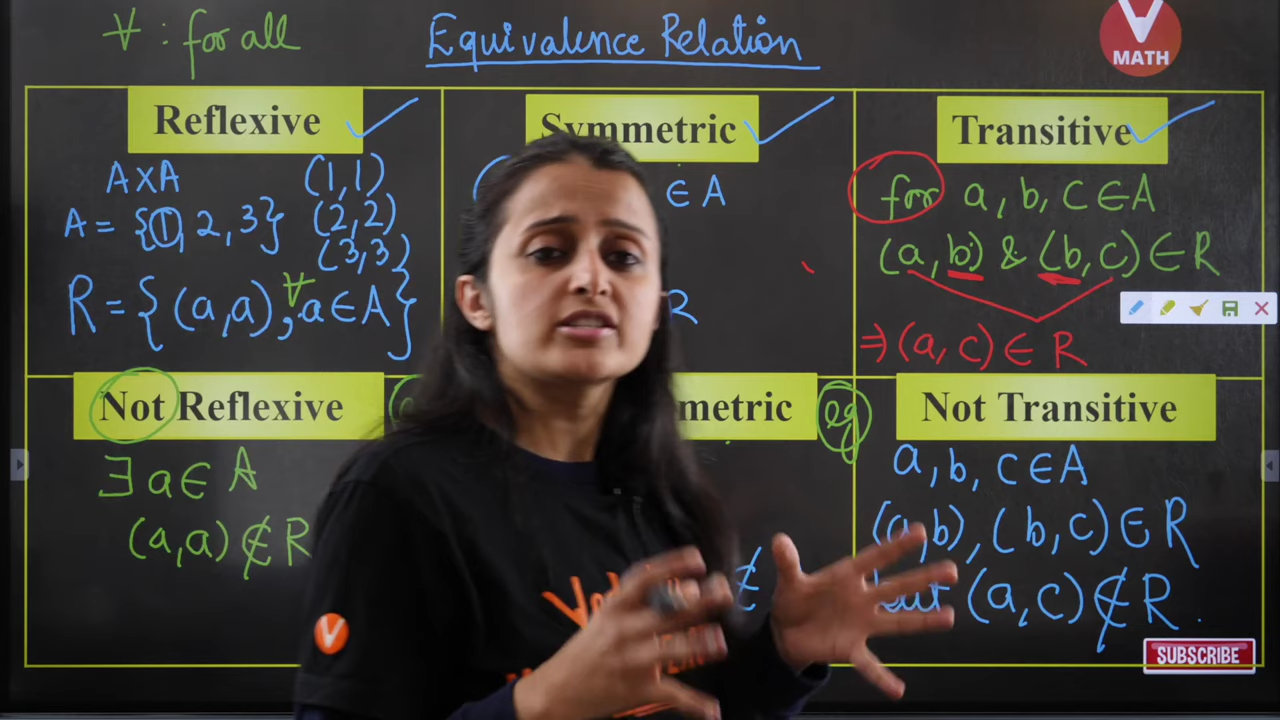 ∀ : for all
Equivalence Relation
V MATH
Reflexive
A×A
A = {1, 2, 3}
(1,1)
(2,2)
(3,3)
R = {(a,a), ∀ a ∈ A}
Symmetric
∈ A
R
Transitive
for a, b, c ∈ A
(a, b) & (b, c) ∈ R
⇒ (a, c) ∈ R
Not Reflexive
∃ a ∈ A
(a,a) ∉ R
metric
∉
eg
Not Transitive
a, b, c ∈ A
(a,b), (b,c) ∈ R
but (a,c) ∉ R.
V
SUBSCRIBE